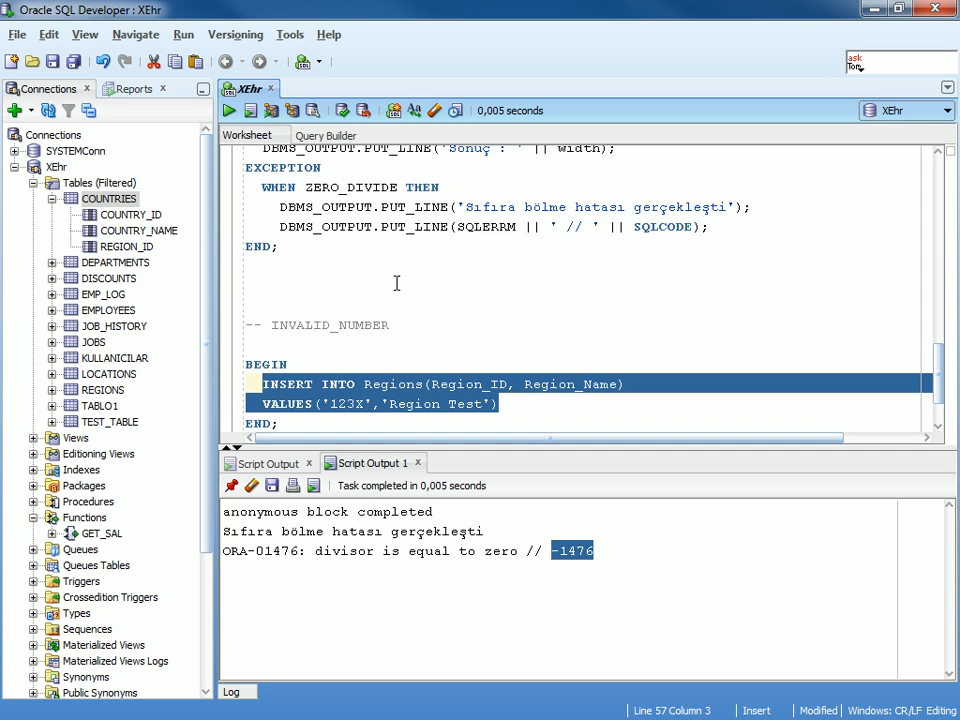 Oracle SQL Developer : XEhr
File Edit View Navigate Run Versioning Tools Help
ask
Tom
Connections x Reports x
XEhr x
0,005 seconds
XEhr
Worksheet Query Builder
Connections
SYSTEMConn
XEhr
Tables (Filtered)
COUNTRIES
COUNTRY_ID
COUNTRY_NAME
REGION_ID
DEPARTMENTS
DISCOUNTS
EMP_LOG
EMPLOYEES
JOB_HISTORY
JOBS
KULLANICILAR
LOCATIONS
REGIONS
TABLO1
TEST_TABLE
Views
Editioning Views
Indexes
Packages
Procedures
Functions
GET_SAL
Queues
Queues Tables
Triggers
Crossedition Triggers
Types
Sequences
Materialized Views
Materialized Views Logs
Synonyms
Public Synonyms
DBMS_OUTPUT.PUT_LINE('Sonuç : ' || width);
EXCEPTION
WHEN ZERO_DIVIDE THEN
DBMS_OUTPUT.PUT_LINE('Sıfıra bölme hatası gerçekleşti');
DBMS_OUTPUT.PUT_LINE(SQLERRM || ' // ' || SQLCODE);
END;
-- INVALID_NUMBER
BEGIN
INSERT INTO Regions(Region_ID, Region_Name)
VALUES('123X','Region Test')
END;
Script Output x Script Output 1 x
Task completed in 0,005 seconds
anonymous block completed
Sıfıra bölme hatası gerçekleşti
ORA-01476: divisor is equal to zero // -1476
Log
Line 57 Column 3 Insert Modified Windows: CR/LF Editing